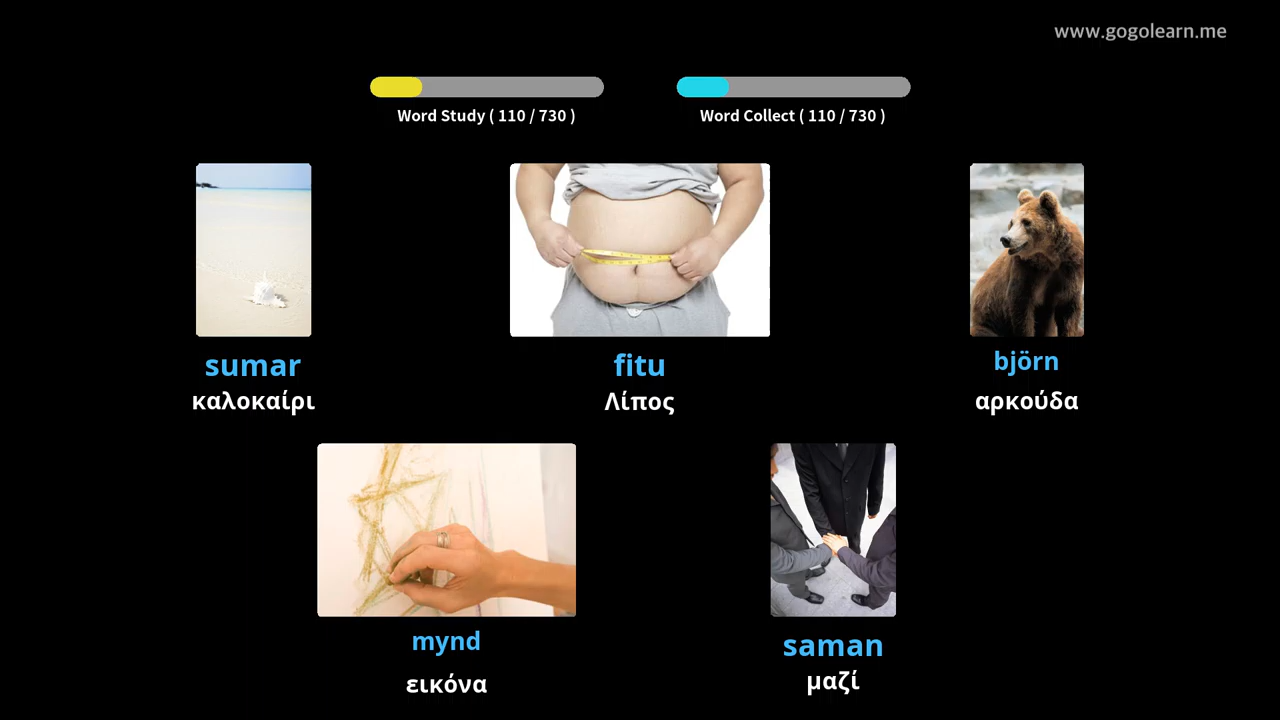 www.gogolearn.me
Word Study ( 110 / 730 )
Word Collect ( 110 / 730 )
sumar
καλοκαίρι
fitu
Λίπος
björn
αρκούδα
mynd
εικόνα
saman
μαζί